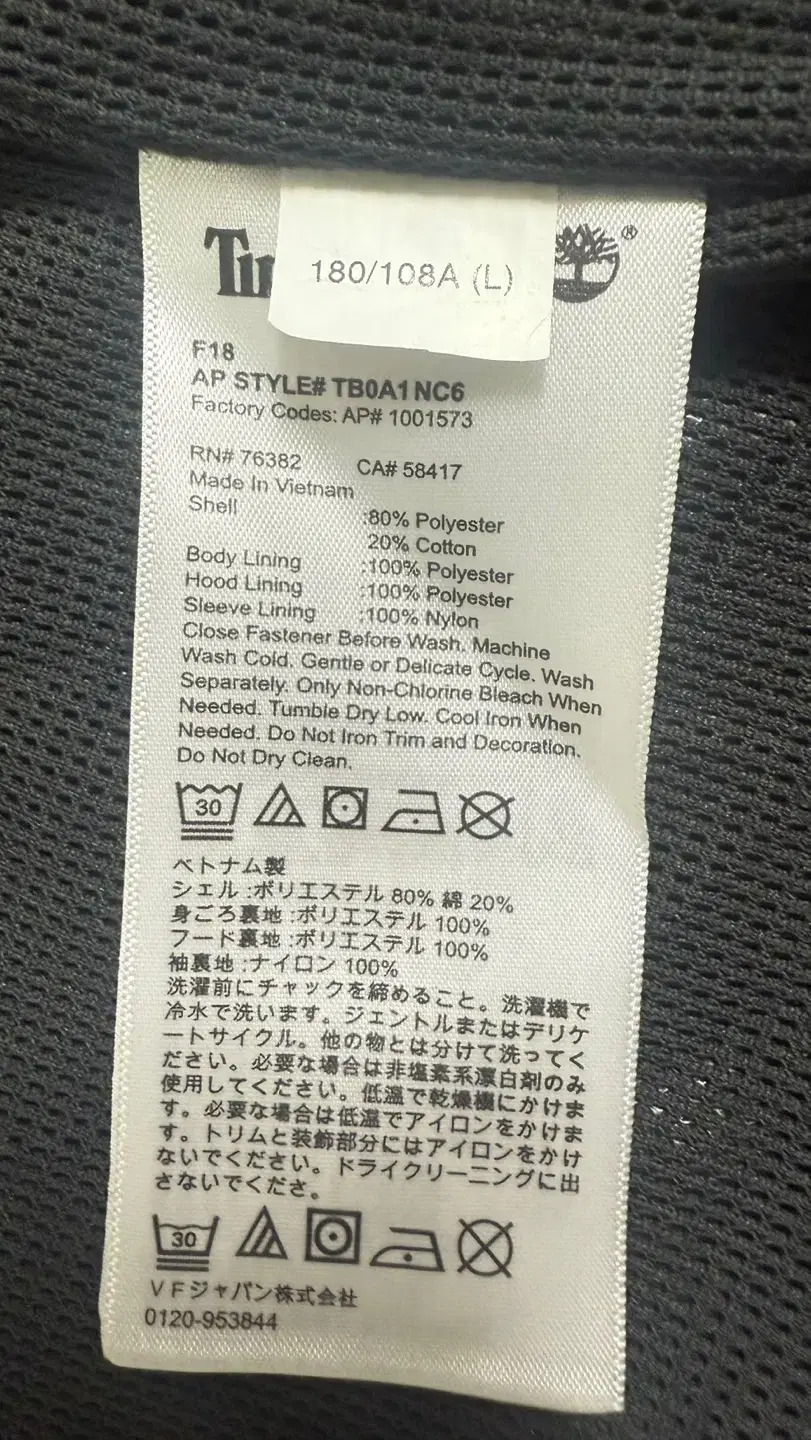 180/108A (L)
®
F18
AP STYLE# TB0A1NC6
Factory Codes: AP# 1001573
RN# 76382 CA# 58417
Made In Vietnam
Shell :80% Polyester
20% Cotton
Body Lining :100% Polyester
Hood Lining :100% Polyester
Sleeve Lining :100% Nylon
Close Fastener Before Wash. Machine
Wash Cold. Gentle or Delicate Cycle. Wash
Separately. Only Non-Chlorine Bleach When
Needed. Tumble Dry Low. Cool Iron When
Needed. Do Not Iron Trim and Decoration.
Do Not Dry Clean.
30
ベトナム製
シェル :ポリエステル 80% 綿 20%
身ごろ裏地 :ポリエステル 100%
フード裏地 :ポリエステル 100%
袖裏地 :ナイロン 100%
洗濯前にチャックを締めること。洗濯機で
冷水で洗います。ジェントルまたはデリケ
ートサイクル。他の物とは分けて洗ってく
ださい。必要な場合は非塩素系漂白剤のみ
使用してください。低温で乾燥機にかけま
す。必要な場合は低温でアイロンをかけま
す。トリムと装飾部分にはアイロンをかけ
ないでください。ドライクリーニングに出
さないでくださ。
30
VFジャパン株式会社
0120-953844